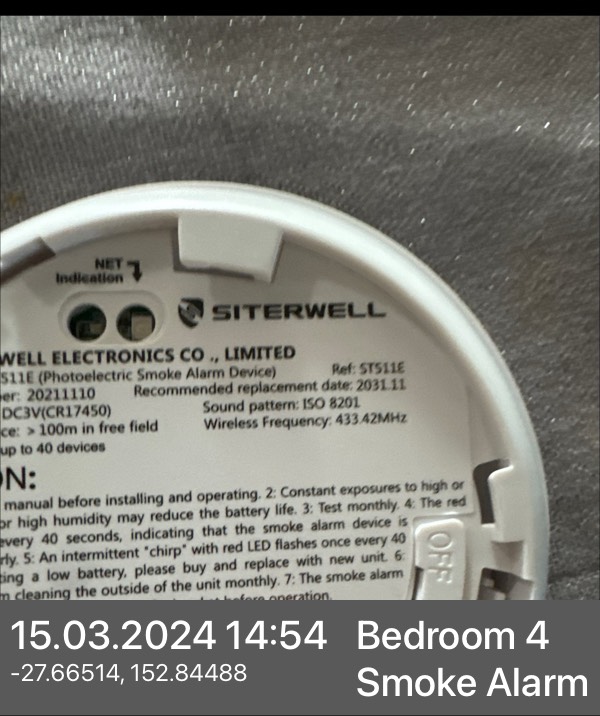 NET
Indication
SITERWELL
WELL ELECTRONICS CO ., LIMITED
511E (Photoelectric Smoke Alarm Device) Ref: ST511E
er: 20211110 Recommended replacement date: 2031.11
DC3V(CR17450) Sound pattern: ISO 8201
ce: > 100m in free field Wireless Frequency: 433.42MHz
up to 40 devices
ON:
manual before installing and operating. 2: Constant exposures to high or
or high humidity may reduce the battery life. 3: Test monthly. 4: The red
every 40 seconds, indicating that the smoke alarm device is
rly. 5: An intermittent "chirp" with red LED flashes once every 40
ting a low battery, please buy and replace with new unit. 6:
m cleaning the outside of the unit monthly. 7: The smoke alarm
before operation.
OFF
15.03.2024 14:54
-27.66514, 152.84488
Bedroom 4
Smoke Alarm